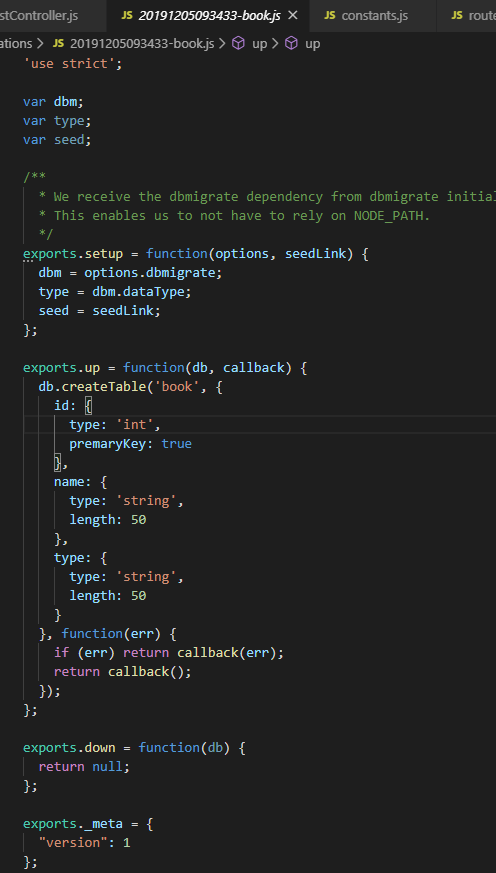 stController.js JS 20191205093433-book.js × JS constants.js JS route
ations > JS 20191205093433-book.js > up > up
'use strict';
var dbm;
var type;
var seed;
/**
 * We receive the dbmigrate dependency from dbmigrate initial
 * This enables us to not have to rely on NODE_PATH.
 */
exports.setup = function(options, seedLink) {
  dbm = options.dbmigrate;
  type = dbm.dataType;
  seed = seedLink;
};
exports.up = function(db, callback) {
  db.createTable('book', {
    id: {
      type: 'int',
      premaryKey: true
    },
    name: {
      type: 'string',
      length: 50
    },
    type: {
      type: 'string',
      length: 50
    }
  }, function(err) {
    if (err) return callback(err);
    return callback();
  });
};
exports.down = function(db) {
  return null;
};
exports._meta = {
  "version": 1
};